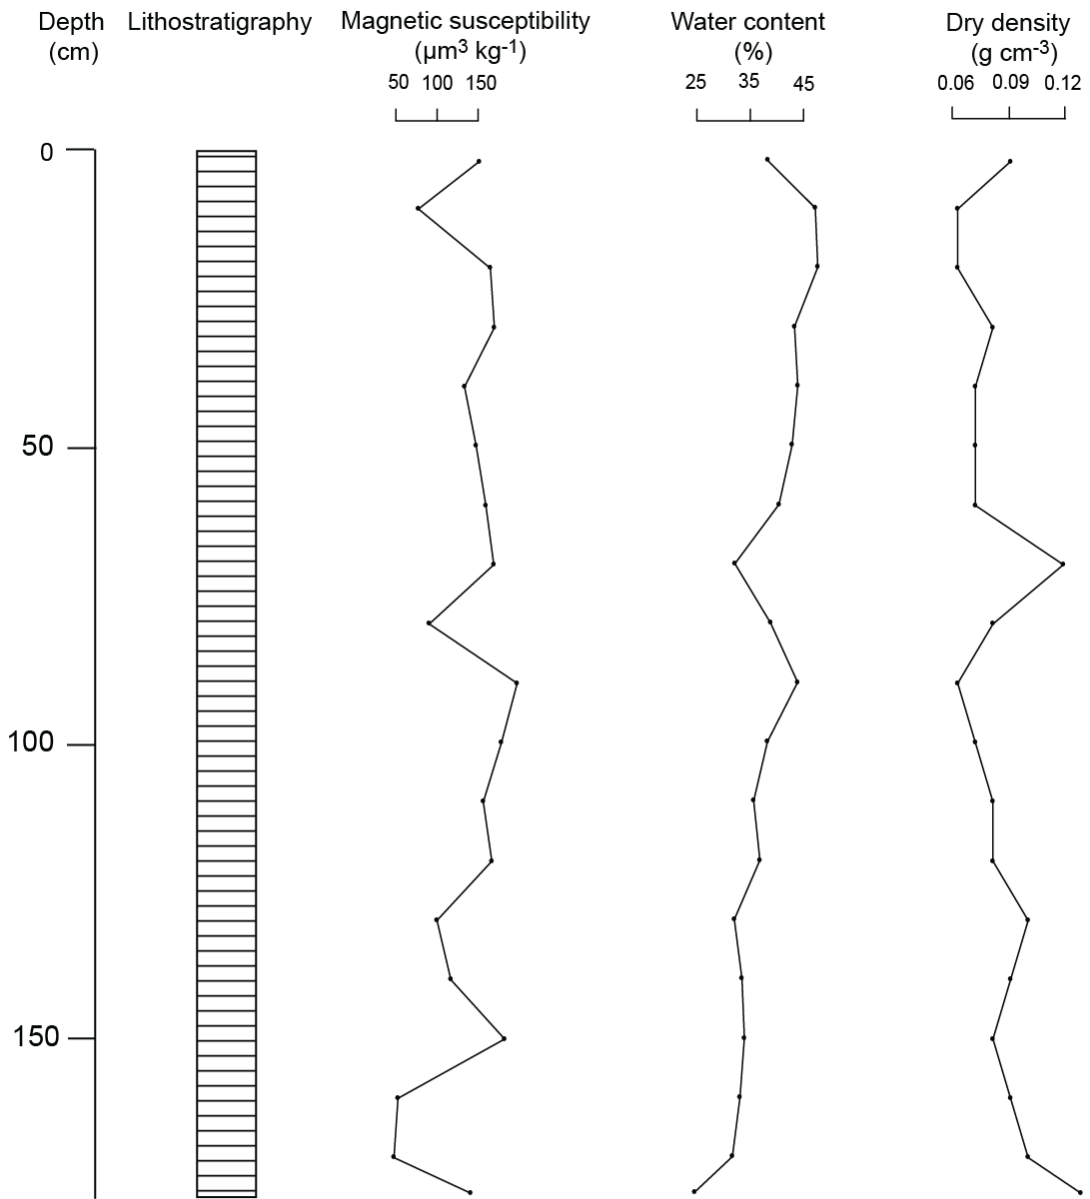 Depth Lithostratigraphy Magnetic susceptibility Water content Dry density
(cm) (µm³ kg⁻¹) (%) (g cm⁻³)
50 100 150 25 35 45 0.06 0.09 0.12
0
50
100
150